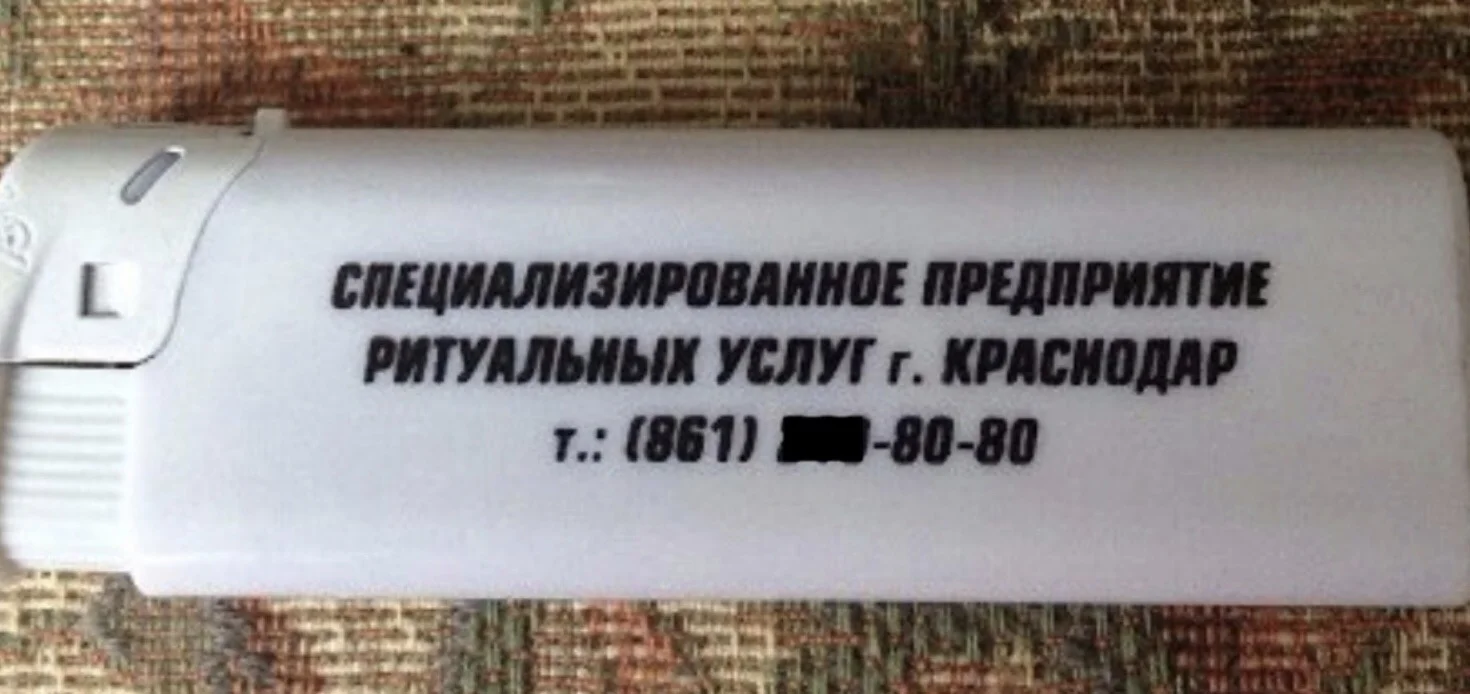 СПЕЦИАЛИЗИРОВАННОЕ ПРЕДПРИЯТИЕ
РИТУАЛЬНЫХ УСЛУГ г. КРАСНОДАР
т.: (861) -80-80